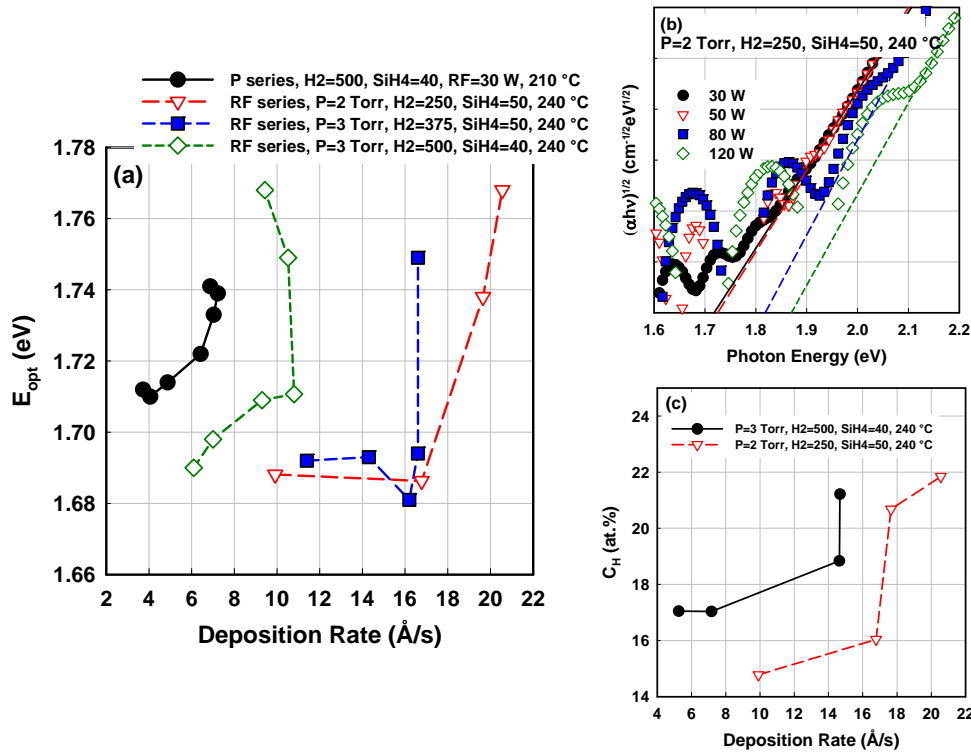 P series, H2=500, SiH4=40, RF=30 W, 210 °C
RF series, P=2 Torr, H2=250, SiH4=50, 240 °C
RF series, P=3 Torr, H2=375, SiH4=50, 240 °C
RF series, P=3 Torr, H2=500, SiH4=40, 240 °C
(a)
1.78
1.76
1.74
1.72
1.70
1.68
1.66
E_opt (eV)
4 6 8 10 12 14 16 18 20 22
Deposition Rate (Å/s)
(b)
P=2 Torr, H2=250, SiH4=50, 240 °C
30 W
50 W
80 W
120 W
(αhν)^1/2 (cm^-1/2eV^1/2)
1.6 1.7 1.8 1.9 2.0 2.1 2.2
Photon Energy (eV)
(c)
P=3 Torr, H2=500, SiH4=40, 240 °C
P=2 Torr, H2=250, SiH4=50, 240 °C
24
22
20
18
16
14
C_H (at.%)
4 6 8 10 12 14 16 18 20 22
Deposition Rate (Å/s)